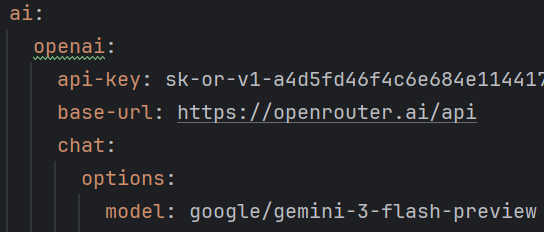 ai:
openai:
api-key: sk-or-v1-a4d5fd46f4c6e684e114417
base-url: https://openrouter.ai/api
chat:
options:
model: google/gemini-3-flash-preview